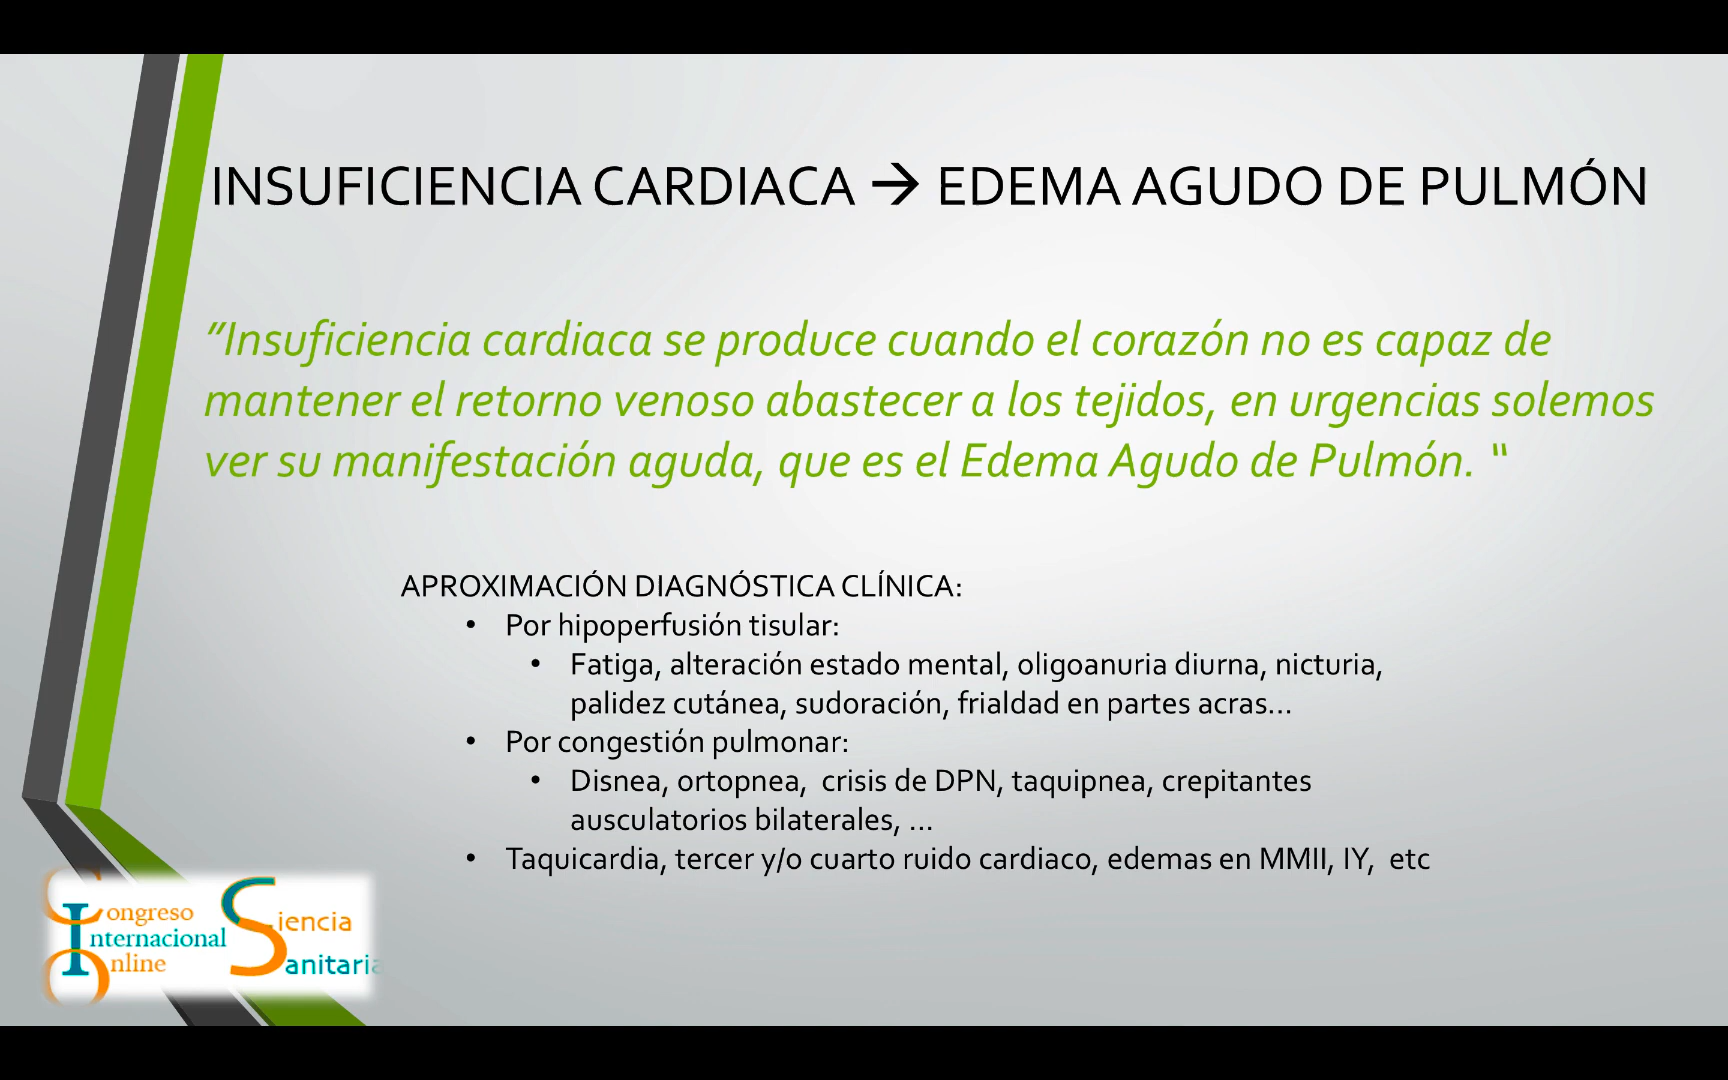 INSUFICIENCIA CARDIACA → EDEMA AGUDO DE PULMÓN
"Insuficiencia cardiaca se produce cuando el corazón no es capaz de
mantener el retorno venoso abastecer a los tejidos, en urgencias solemos
ver su manifestación aguda, que es el Edema Agudo de Pulmón. "
APROXIMACIÓN DIAGNÓSTICA CLÍNICA:
• Por hipoperfusión tisular:
• Fatiga, alteración estado mental, oligoanuria diurna, nicturia,
palidez cutánea, sudoración, frialdad en partes acras...
• Por congestión pulmonar:
• Disnea, ortopnea, crisis de DPN, taquipnea, crepitantes
auscultatorios bilaterales, ...
• Taquicardia, tercer y/o cuarto ruido cardiaco, edemas en MMII, IY, etc
Congreso
Internacional
Online
Siencia
Sanitaria